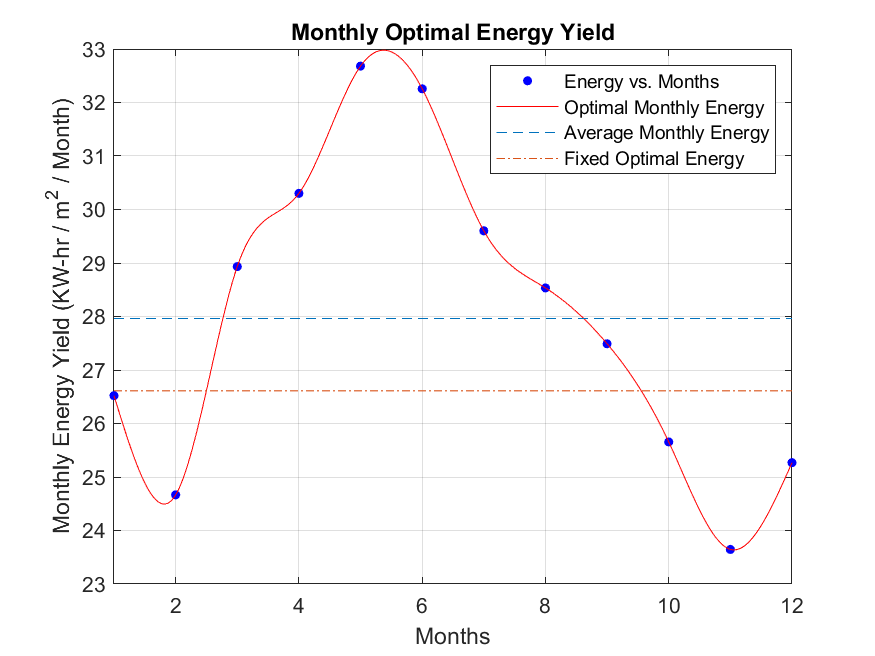 Monthly Optimal Energy Yield
Monthly Energy Yield (KW-hr / m² / Month)
33
32
31
30
29
28
27
26
25
24
23
Energy vs. Months
Optimal Monthly Energy
Average Monthly Energy
Fixed Optimal Energy
2 4 6 8 10 12
Months